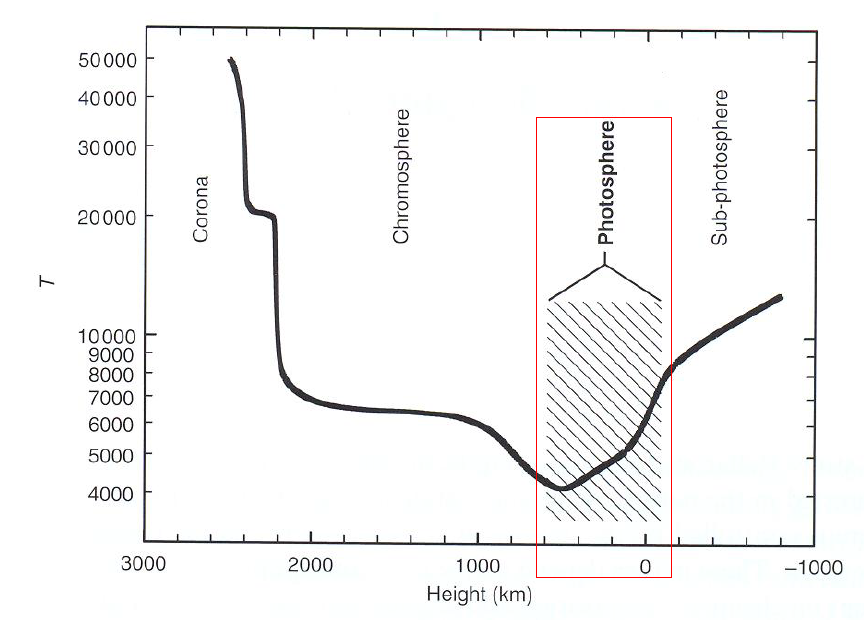 50000
40000
30000
20000
10000
9000
8000
7000
6000
5000
4000
T
Corona
Chromosphere
Photosphere
Sub-photosphere
3000 2000 1000 0 –1000
Height (km)